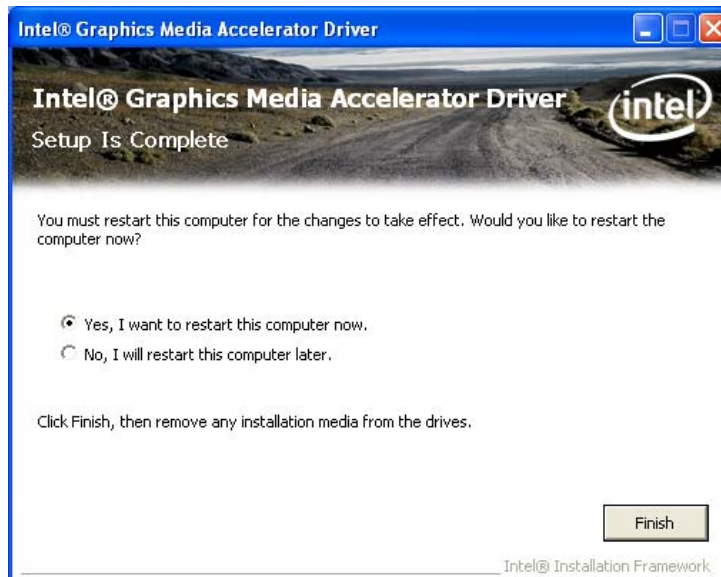 Intel® Graphics Media Accelerator Driver
Intel® Graphics Media Accelerator Driver
intel
Setup Is Complete
You must restart this computer for the changes to take effect. Would you like to restart the
computer now?
Yes, I want to restart this computer now.
No, I will restart this computer later.
Click Finish, then remove any installation media from the drives.
Finish
Intel® Installation Framework